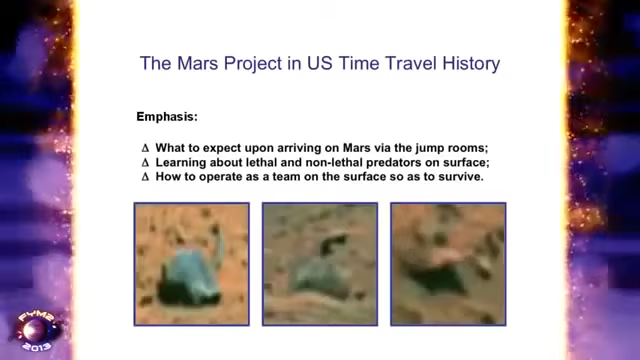 The Mars Project in US Time Travel History
Emphasis:
Δ What to expect upon arriving on Mars via the jump rooms;
Δ Learning about lethal and non-lethal predators on surface;
Δ How to operate as a team on the surface so as to survive.
FYM2
2013